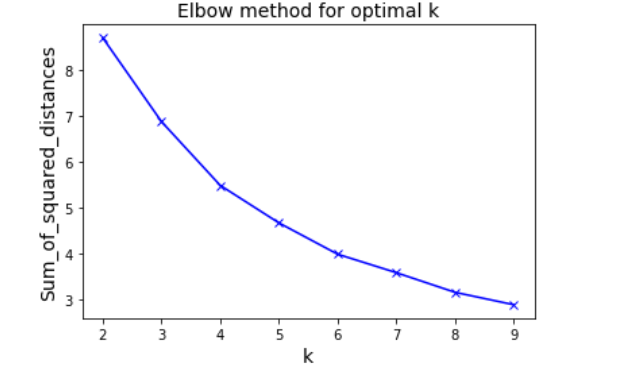 Elbow method for optimal k
Sum_of_squared_distances
8
7
6
5
4
3
2 3 4 5 6 7 8 9
k